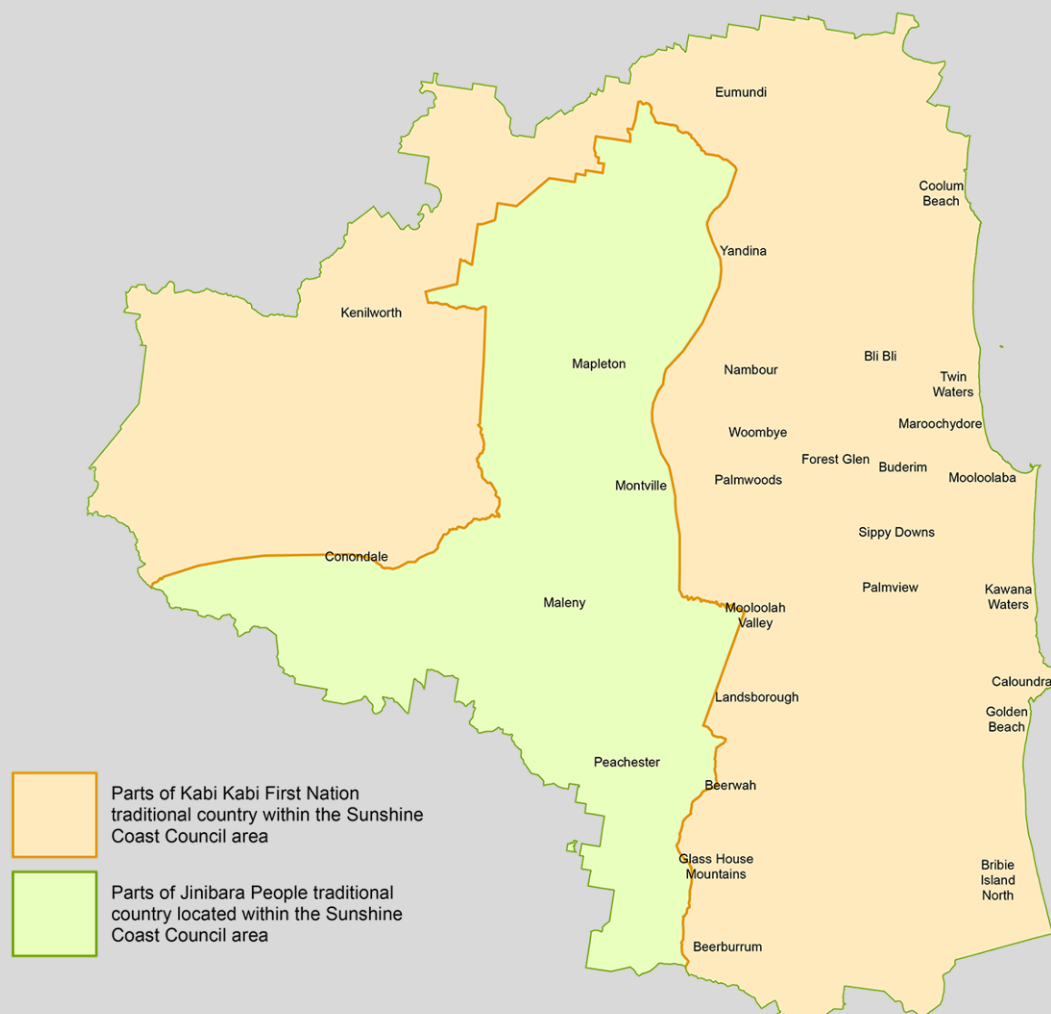 Eumundi
Coolum
Beach
Yandina
Kenilworth
Bli Bli
Mapleton
Nambour
Twin
Waters
Maroochydore
Woombye
Forest Glen
Buderim
Mooloolaba
Palmwoods
Montville
Sippy Downs
Conondale
Palmview
Kawana
Waters
Maleny
Mooloolah
Valley
Caloundra
Landsborough
Golden
Beach
Peachester
Beerwah
Parts of Kabi Kabi First Nation
traditional country within the Sunshine
Coast Council area
Glass House
Mountains
Bribie
Island
North
Parts of Jinibara People traditional
country located within the Sunshine
Coast Council area
Beerburrum